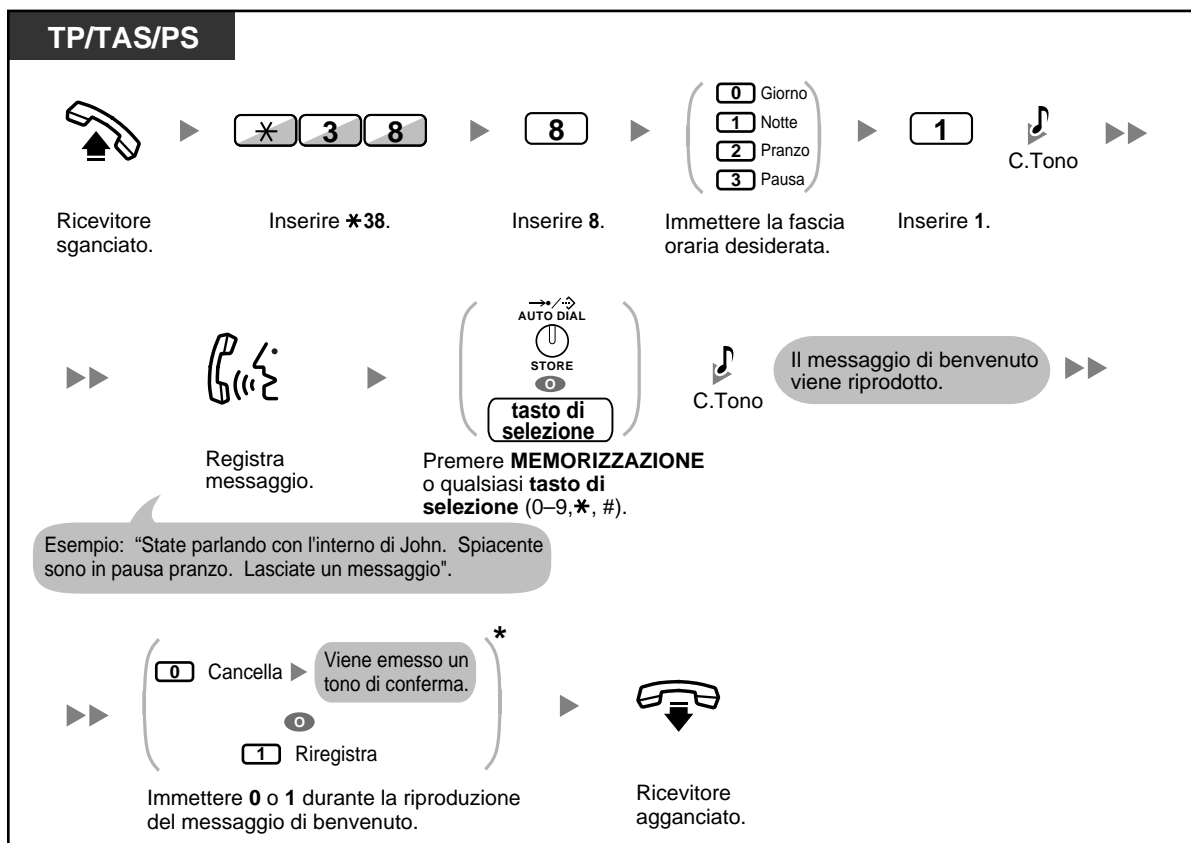 TP/TAS/PS
0 Giorno
1 Notte
2 Pranzo
3 Pausa
* 3 8
8
1
C.Tono
Ricevitore
sganciato.
Inserire *38.
Inserire 8.
Immettere la fascia
oraria desiderata.
Inserire 1.
AUTO DIAL
STORE
O
tasto di
selezione
C.Tono
Il messaggio di benvenuto
viene riprodotto.
Registra
messaggio.
Premere MEMORIZZAZIONE
o qualsiasi tasto di
selezione (0–9,*, #).
Esempio: “State parlando con l'interno di John. Spiacente
sono in pausa pranzo. Lasciate un messaggio".
*
0 Cancella
Viene emesso un
tono di conferma.
O
1 Riregistra
Immettere 0 o 1 durante la riproduzione
del messaggio di benvenuto.
Ricevitore
agganciato.